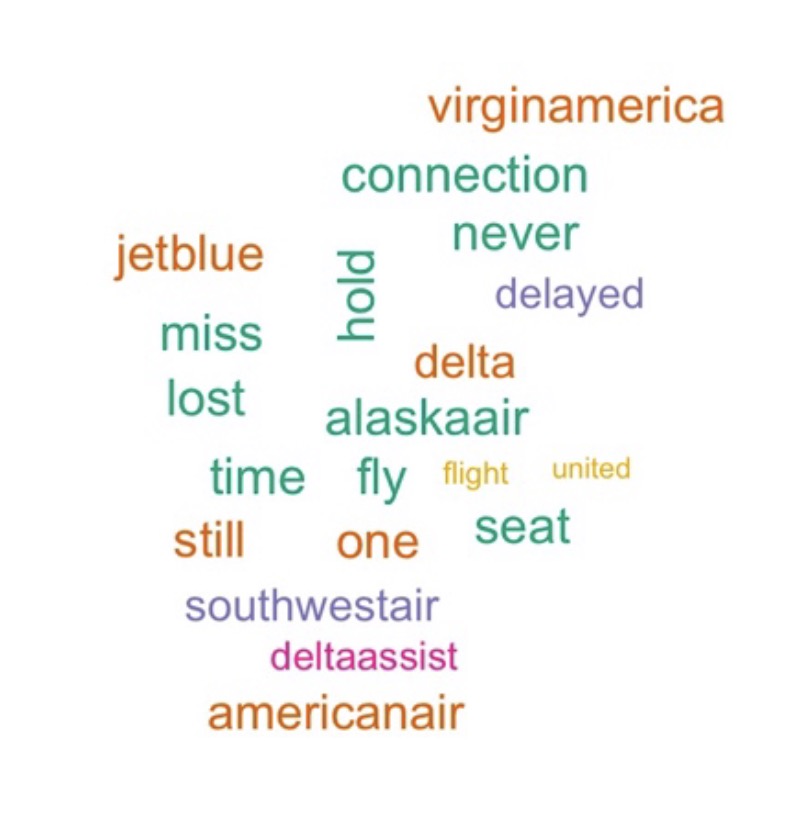 virginamerica
connection
never
jetblue
hold
delayed
miss
delta
lost
alaskaair
time fly flight united
still one seat
southwestair
deltaassist
americanair